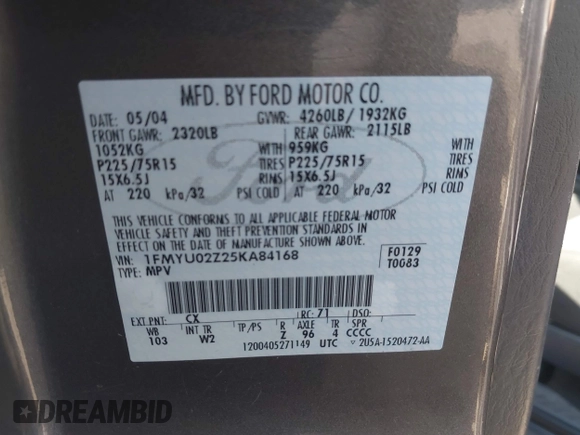 MFD. BY FORD MOTOR CO.
DATE: 05/04 GVWR: 4260LB/ 1932KG
FRONT GAWR: 2320LB REAR GAWR: 2115LB
1052KG WITH 959KG WITH
P225/75R15 TIRES P225/75R15 TIRES
15X6.5J RIMS 15X6.5J RIMS
AT 220 kPa/32 PSI COLD AT 220 kPa/32 PSI COLD
THIS VEHICLE CONFORMS TO ALL APPLICABLE FEDERAL MOTOR
VEHICLE SAFETY AND THEFT PREVENTION STANDARDS IN
EFFECT ON THE DATE OF MANUFACTURE SHOWN ABOVE.
VIN: 1FMYU02Z25KA84168 F0129
TYPE: MPV T0083
EXT PNT: CX RC: 71 DSO:
WB INT TR TP/PS R AXLE TR SPR
103 W2 Z 96 4 CCCC
1200405271149 UTC ▽ 2U5A-1520472-AA
Ford
DREAMBID